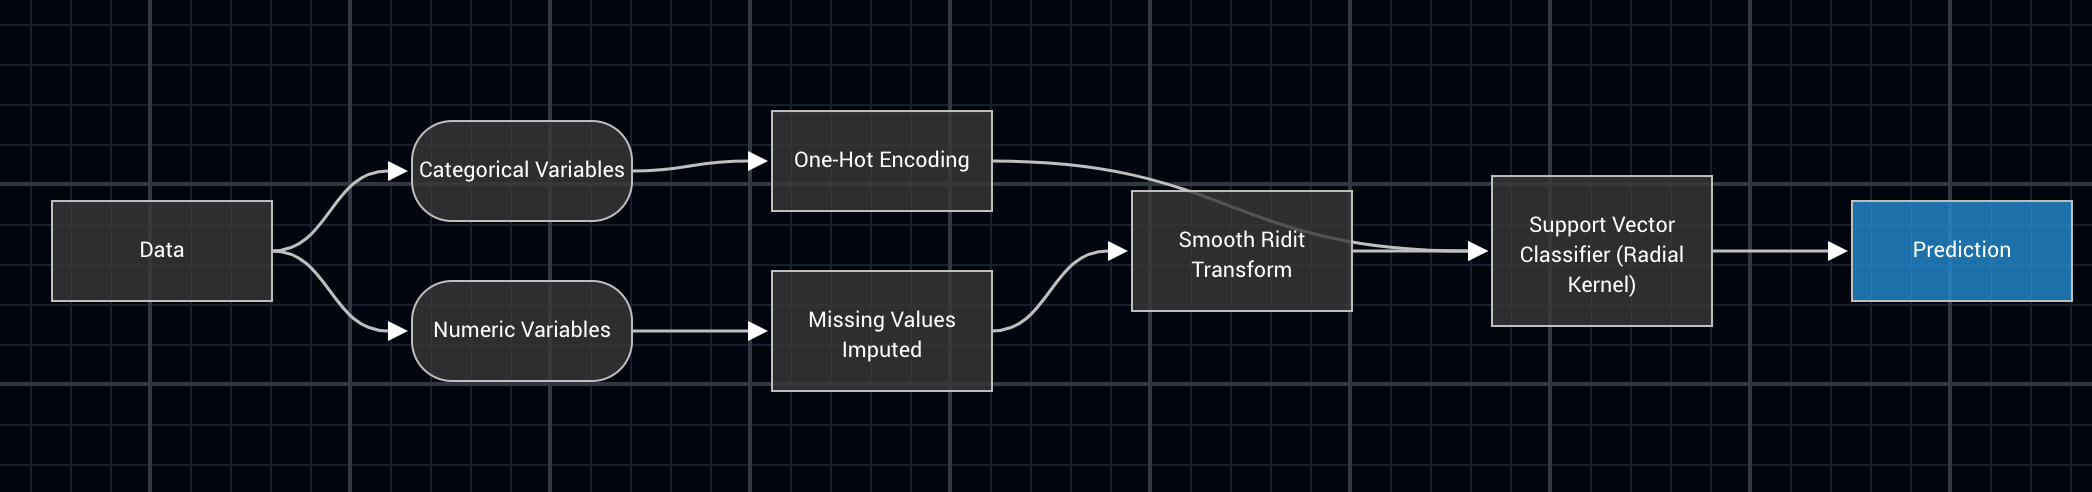 Data
Categorical Variables
Numeric Variables
One-Hot Encoding
Missing Values
Imputed
Smooth Ridit
Transform
Support Vector
Classifier (Radial
Kernel)
Prediction